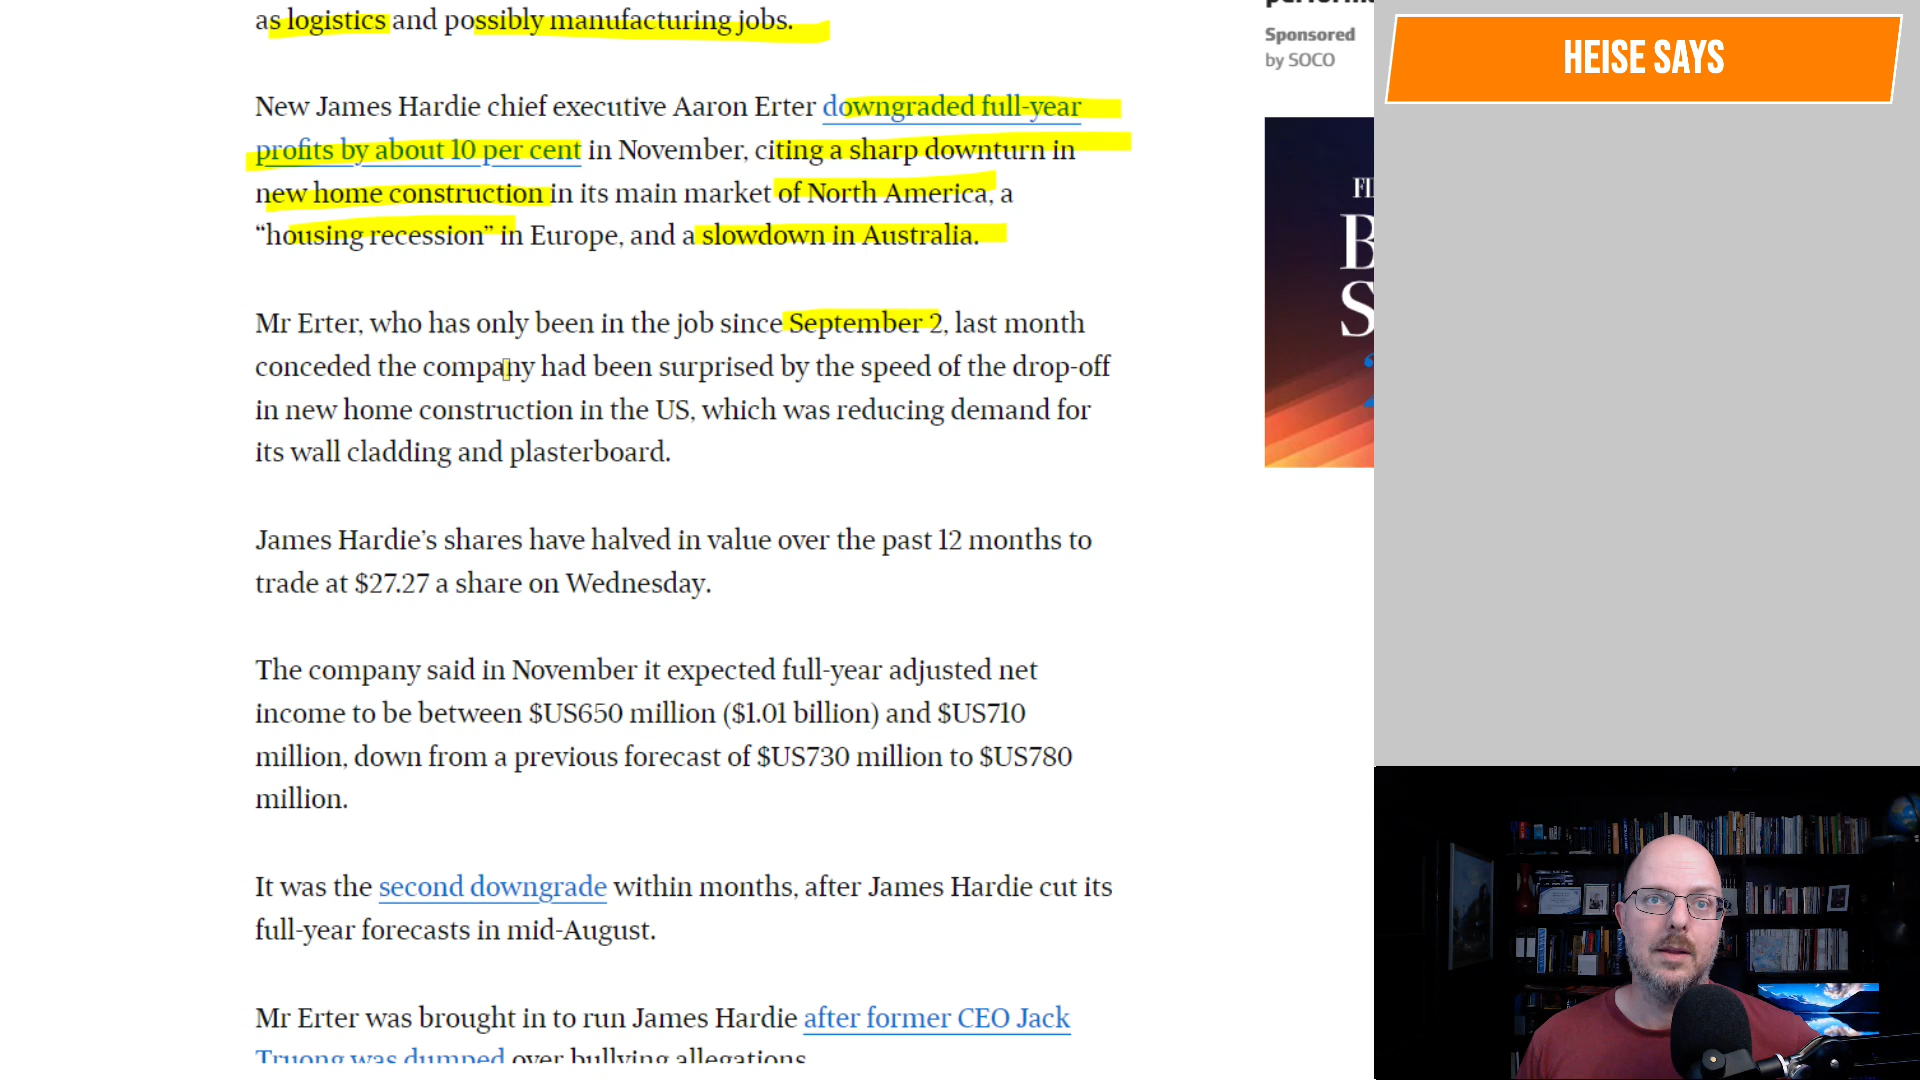 as logistics and possibly manufacturing jobs.
New James Hardie chief executive Aaron Erter downgraded full-year
profits by about 10 per cent in November, citing a sharp downturn in
new home construction in its main market of North America, a
“housing recession” in Europe, and a slowdown in Australia.
Mr Erter, who has only been in the job since September 2, last month
conceded the company had been surprised by the speed of the drop-off
in new home construction in the US, which was reducing demand for
its wall cladding and plasterboard.
James Hardie’s shares have halved in value over the past 12 months to
trade at $27.27 a share on Wednesday.
The company said in November it expected full-year adjusted net
income to be between $US650 million ($1.01 billion) and $US710
million, down from a previous forecast of $US730 million to $US780
million.
It was the second downgrade within months, after James Hardie cut its
full-year forecasts in mid-August.
Mr Erter was brought in to run James Hardie after former CEO Jack
Truong was dumped over bullying allegations
Sponsored
by SOCO
HEISE SAYS